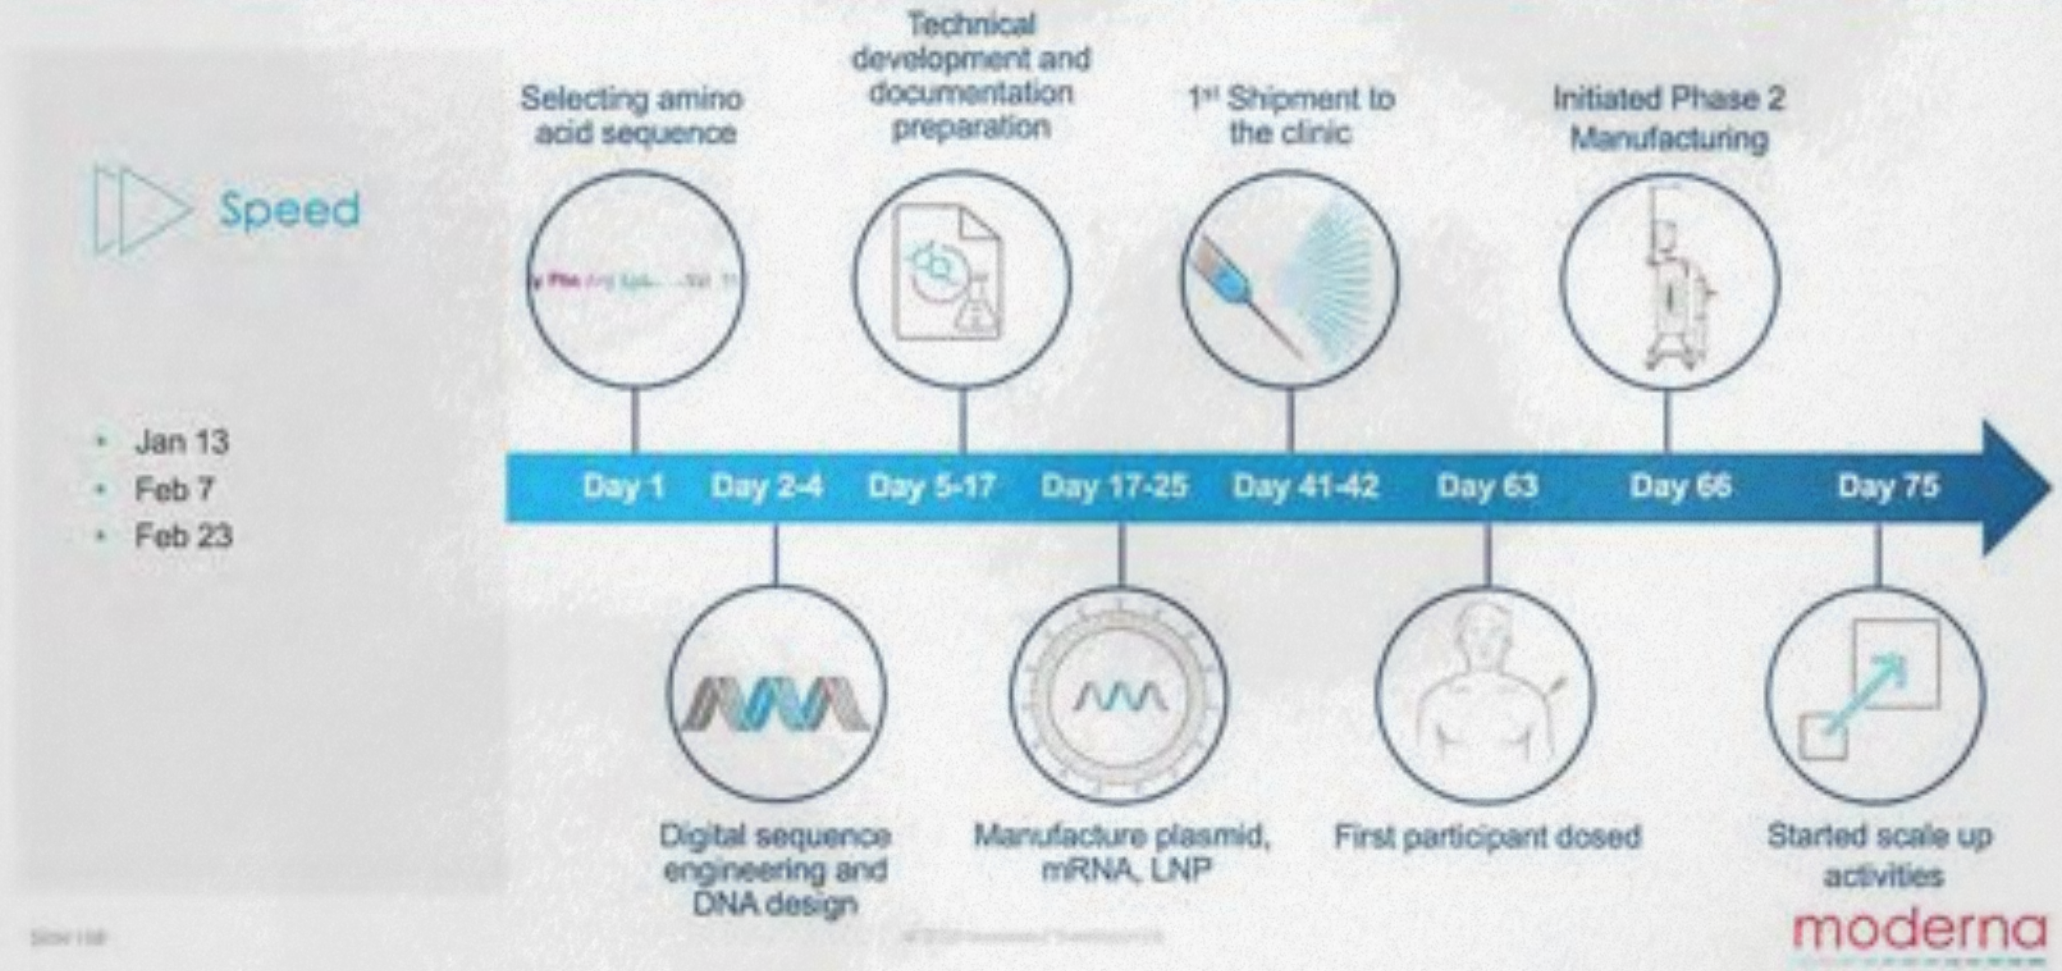 Technical
development and
documentation
preparation
Selecting amino
acid sequence
1st Shipment to
the clinic
Initiated Phase 2
Manufacturing
Speed
Phe
• Jan 13
• Feb 7
• Feb 23
Day 1 Day 2-4 Day 5-17 Day 17-25 Day 41-42 Day 63 Day 66 Day 75
Digital sequence
engineering and
DNA design
Manufacture plasmid,
mRNA, LNP
First participant dosed
Started scale up
activities
moderna